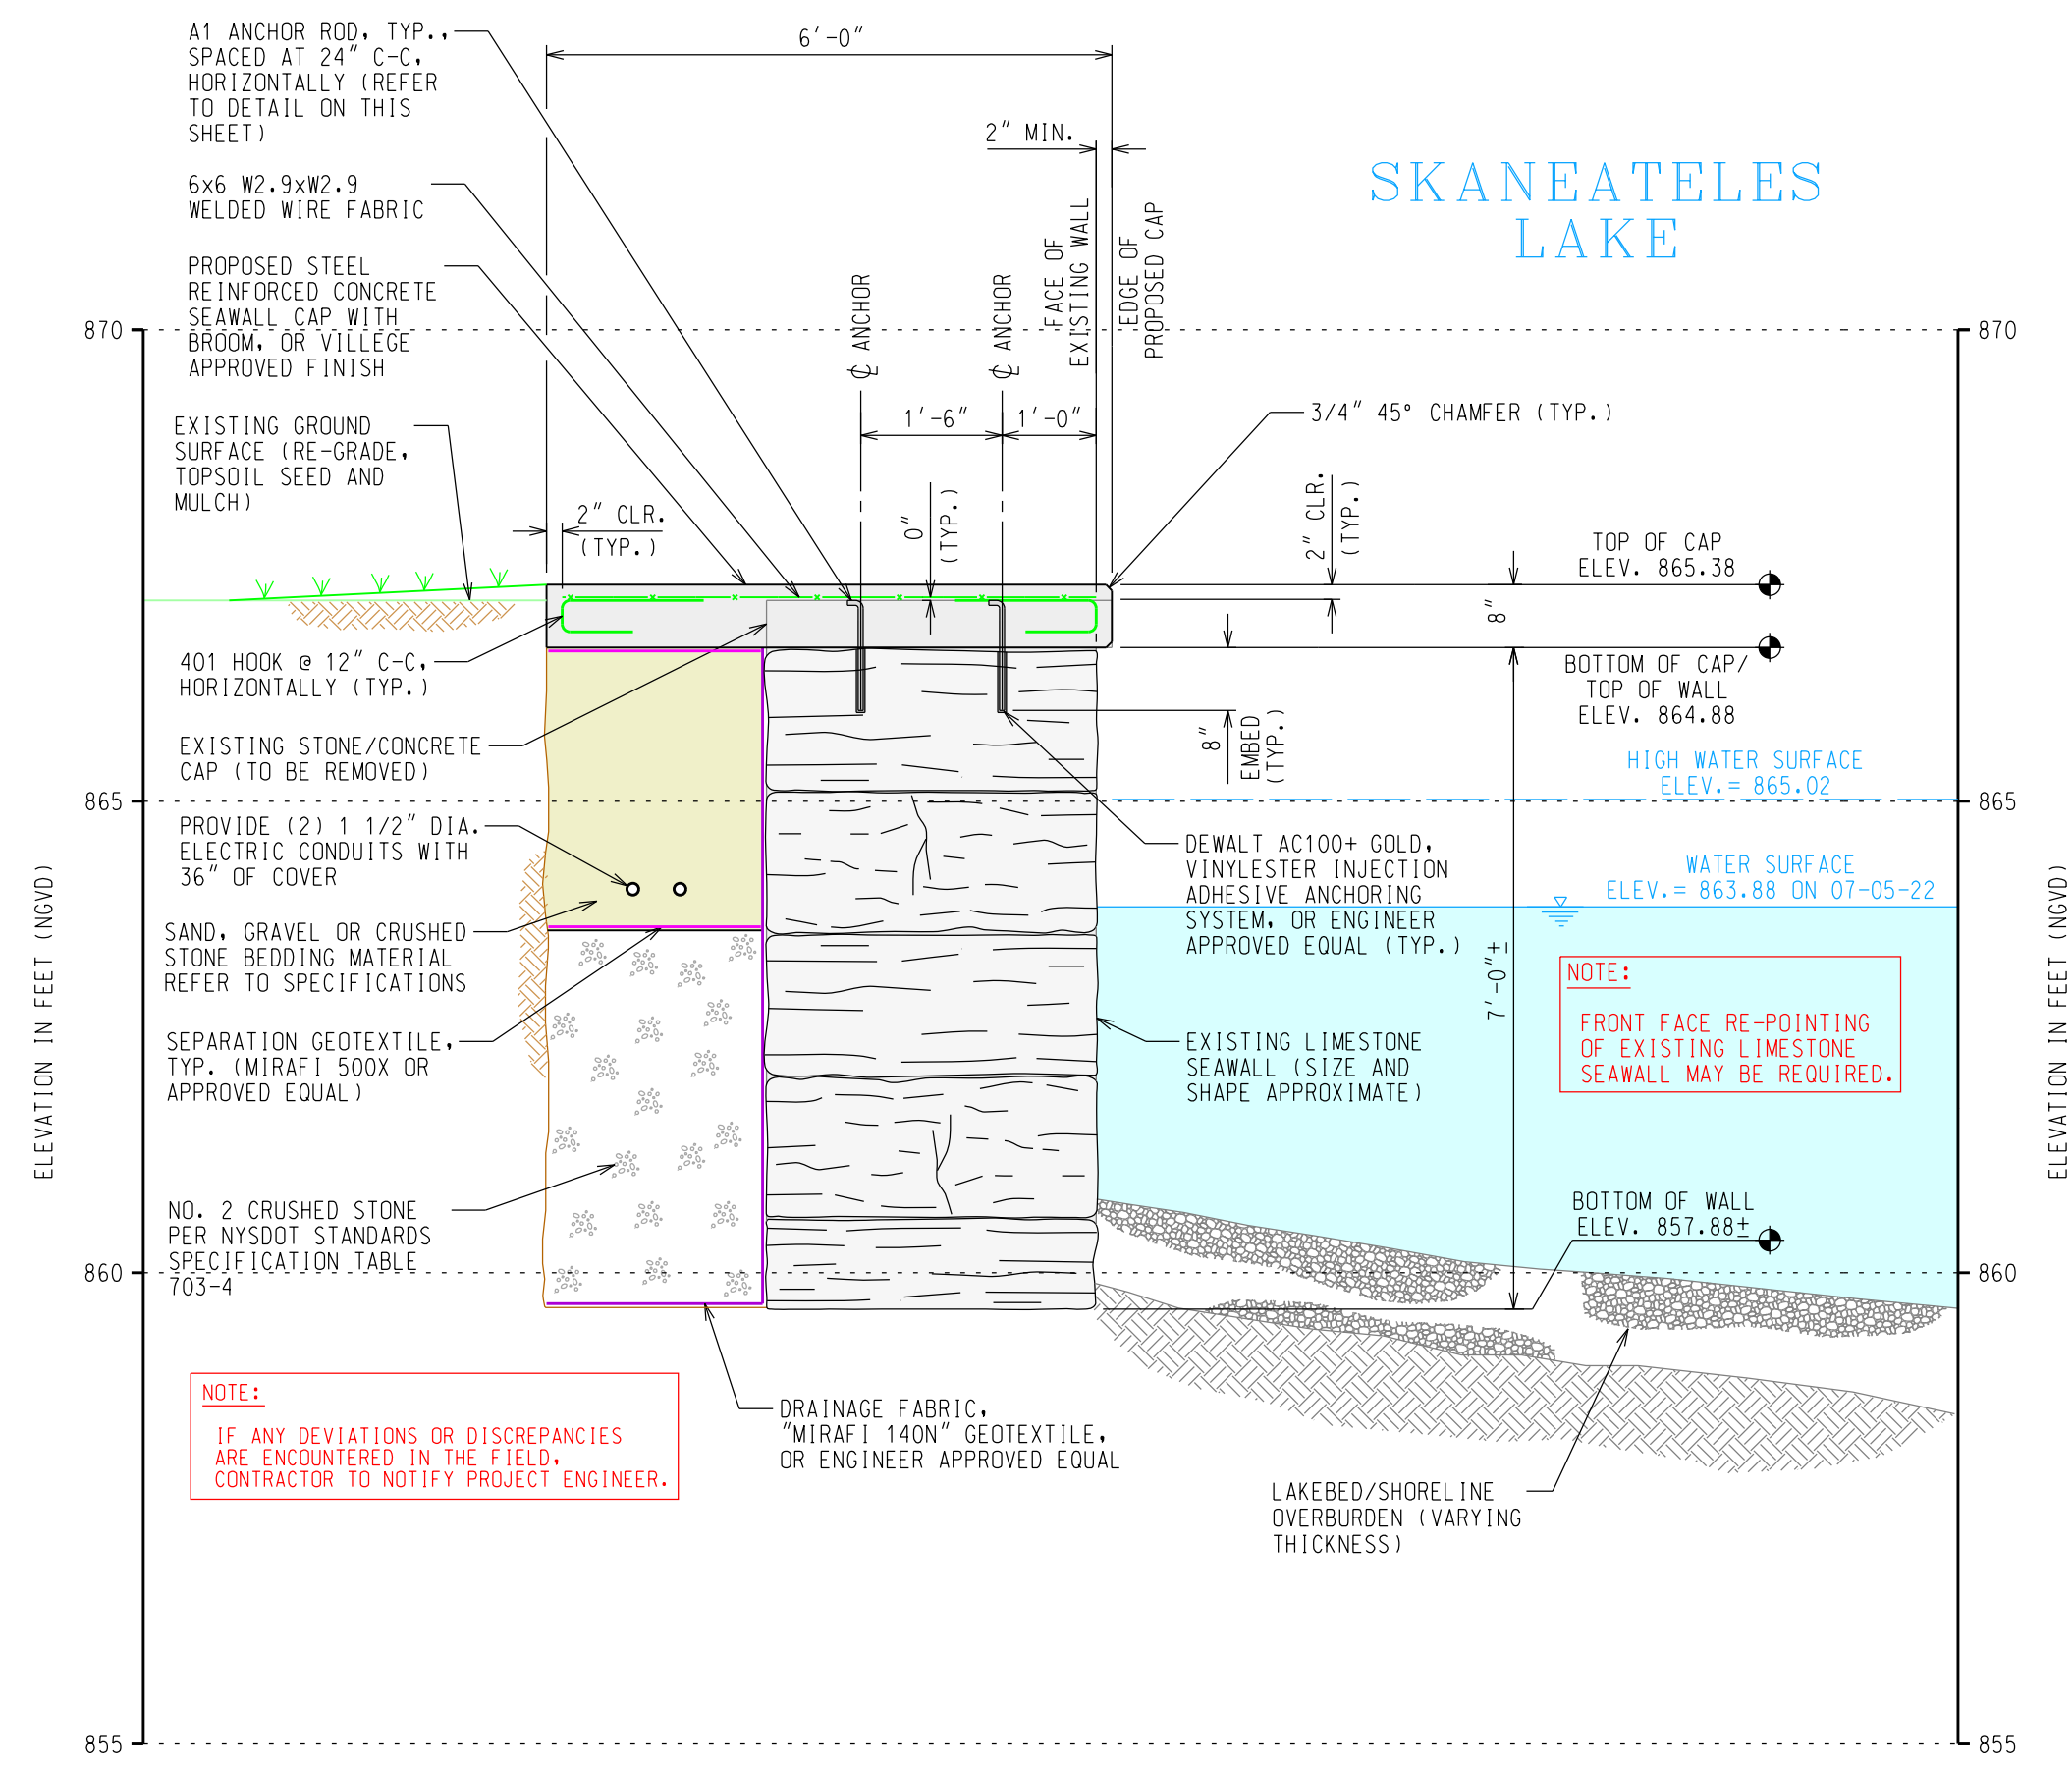 A1 ANCHOR ROD, TYP.,
SPACED AT 24" C-C,
HORIZONTALLY (REFER
TO DETAIL ON THIS
SHEET)
6'-0"
2" MIN.
SKANEATELES
LAKE
6x6 W2.9xW2.9
WELDED WIRE FABRIC
PROPOSED STEEL
REINFORCED CONCRETE
SEAWALL CAP WITH
BROOM, OR VILLEGE
APPROVED FINISH
℄ ANCHOR
℄ ANCHOR
FACE OF
EXISTING WALL
EDGE OF
PROPOSED CAP
870
870
EXISTING GROUND
SURFACE (RE-GRADE,
TOPSOIL SEED AND
MULCH)
1'-6"
1'-0"
3/4" 45° CHAMFER (TYP.)
2" CLR.
(TYP.)
0"
(TYP.)
2" CLR.
(TYP.)
TOP OF CAP
ELEV. 865.38
8"
401 HOOK @ 12" C-C,
HORIZONTALLY (TYP.)
BOTTOM OF CAP/
TOP OF WALL
ELEV. 864.88
EXISTING STONE/CONCRETE
CAP (TO BE REMOVED)
8"
EMBED
(TYP.)
HIGH WATER SURFACE
ELEV.= 865.02
865
865
PROVIDE (2) 1 1/2" DIA.
ELECTRIC CONDUITS WITH
36" OF COVER
DEWALT AC100+ GOLD,
VINYLESTER INJECTION
ADHESIVE ANCHORING
SYSTEM, OR ENGINEER
APPROVED EQUAL (TYP.)
WATER SURFACE
ELEV.= 863.88 ON 07-05-22
SAND, GRAVEL OR CRUSHED
STONE BEDDING MATERIAL
REFER TO SPECIFICATIONS
7'-0"±
NOTE:
FRONT FACE RE-POINTING
OF EXISTING LIMESTONE
SEAWALL MAY BE REQUIRED.
ELEVATION IN FEET (NGVD)
ELEVATION IN FEET (NGVD)
SEPARATION GEOTEXTILE,
TYP. (MIRAFI 500X OR
APPROVED EQUAL)
EXISTING LIMESTONE
SEAWALL (SIZE AND
SHAPE APPROXIMATE)
NO. 2 CRUSHED STONE
PER NYSDOT STANDARDS
SPECIFICATION TABLE
703-4
BOTTOM OF WALL
ELEV. 857.88±
860
860
NOTE:
IF ANY DEVIATIONS OR DISCREPANCIES
ARE ENCOUNTERED IN THE FIELD,
CONTRACTOR TO NOTIFY PROJECT ENGINEER.
DRAINAGE FABRIC,
"MIRAFI 140N" GEOTEXTILE,
OR ENGINEER APPROVED EQUAL
LAKEBED/SHORELINE
OVERBURDEN (VARYING
THICKNESS)
855
855